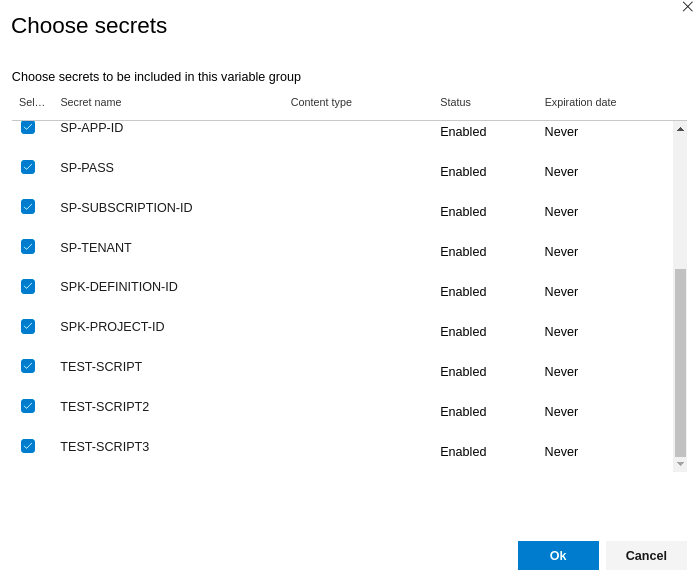 Choose secrets
Choose secrets to be included in this variable group
Sel... Secret name Content type Status Expiration date
SP-APP-ID Enabled Never
SP-PASS Enabled Never
SP-SUBSCRIPTION-ID Enabled Never
SP-TENANT Enabled Never
SPK-DEFINITION-ID Enabled Never
SPK-PROJECT-ID Enabled Never
TEST-SCRIPT Enabled Never
TEST-SCRIPT2 Enabled Never
TEST-SCRIPT3 Enabled Never
Ok Cancel